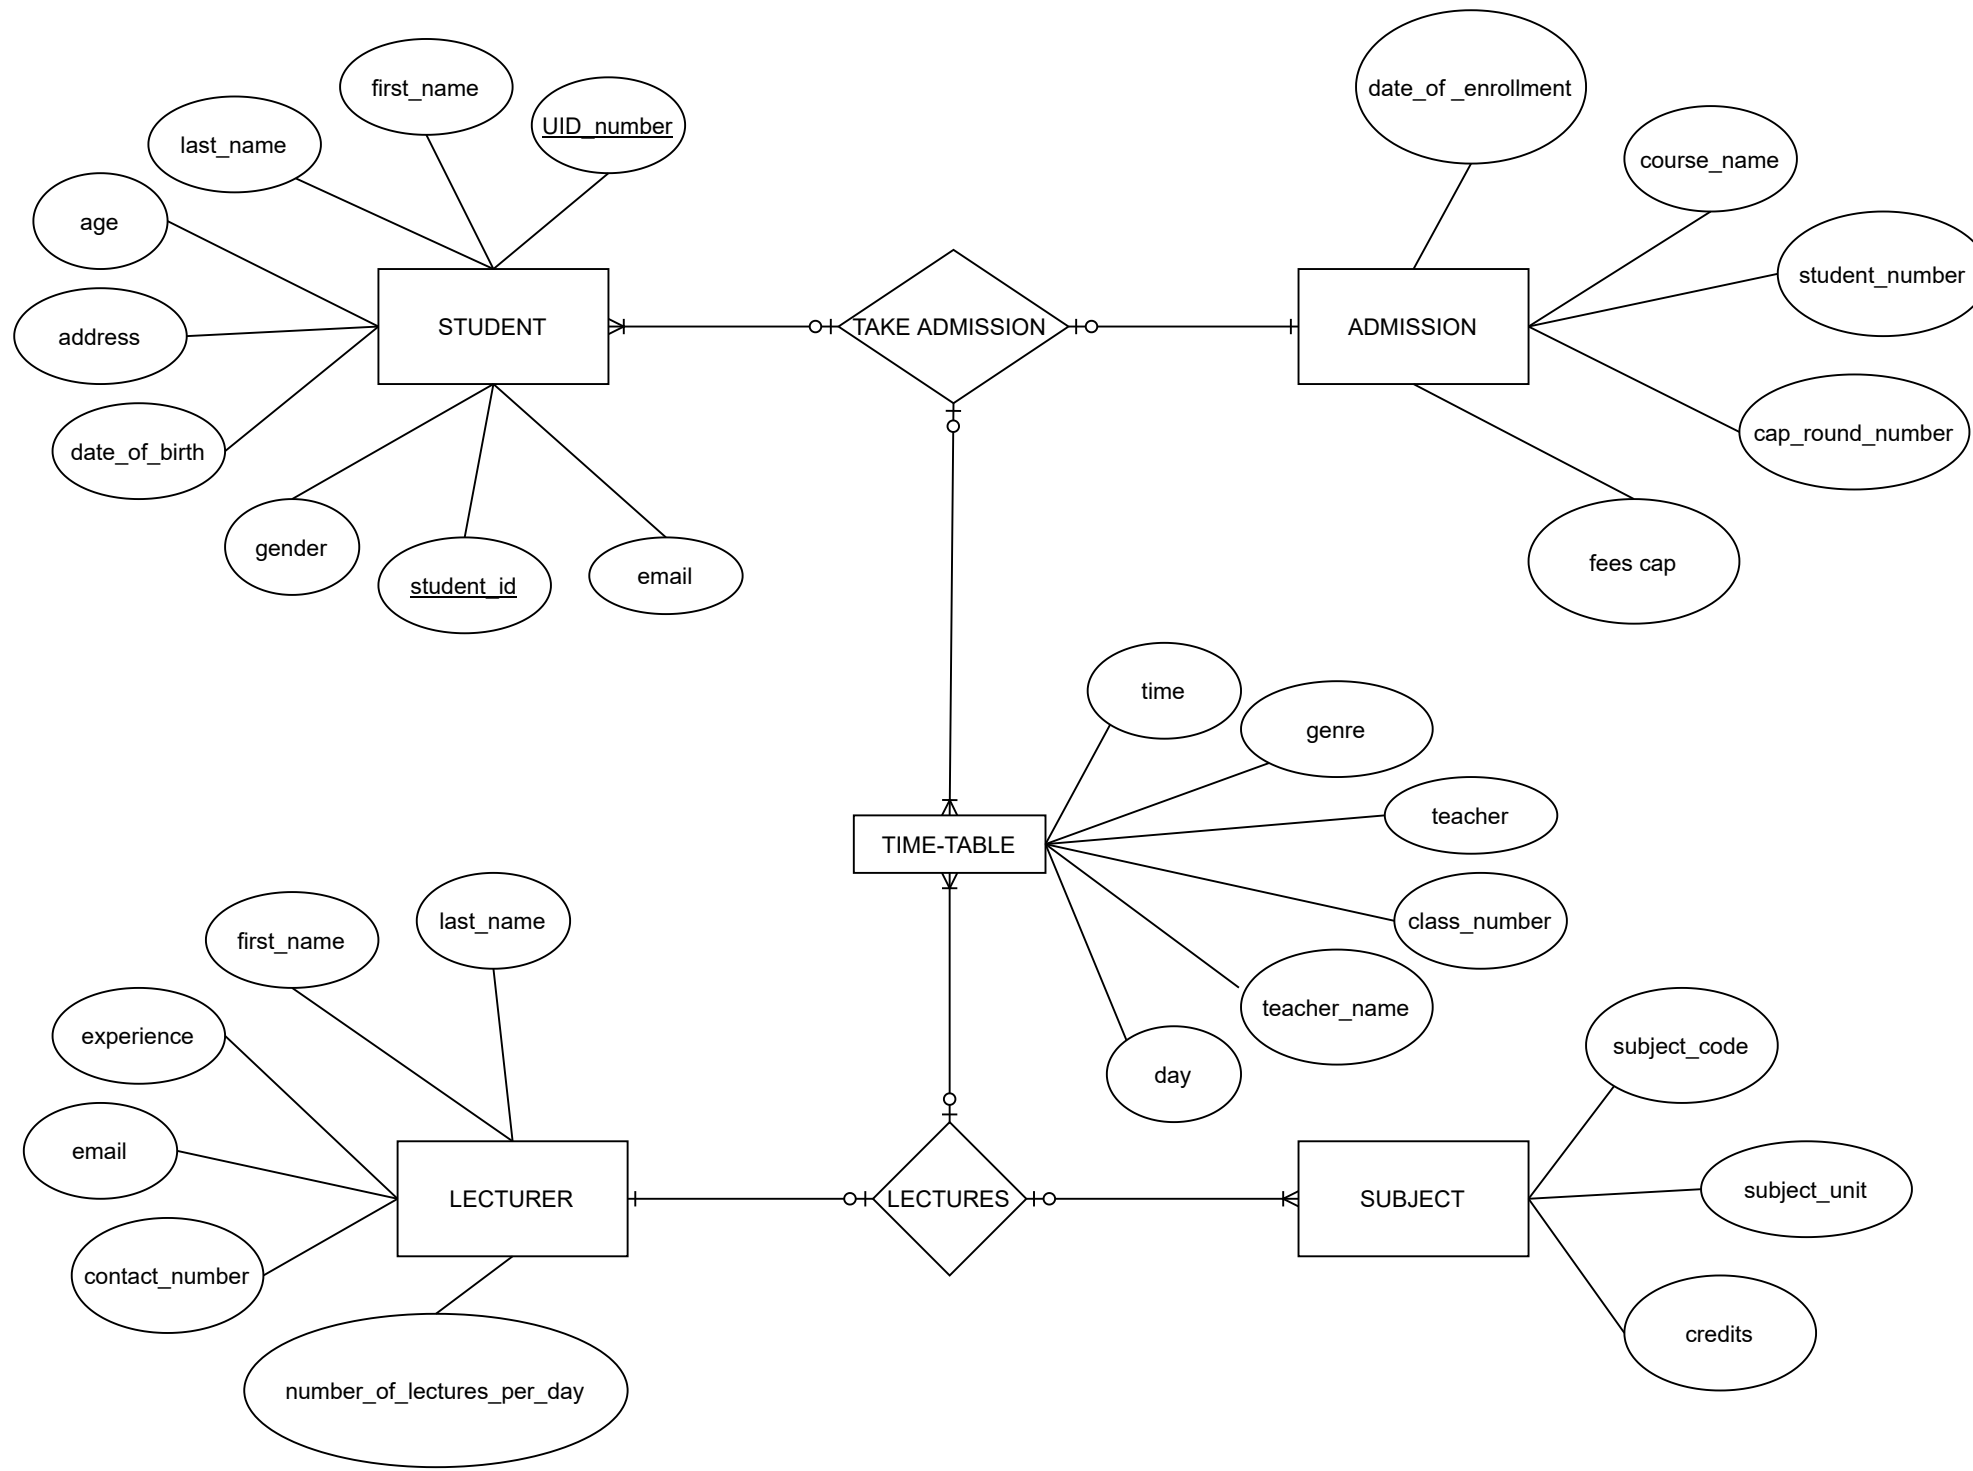 date_of _enrollment
first_name
UID_number
last_name
course_name
age
student_number
address
STUDENT
TAKE ADMISSION
ADMISSION
date_of_birth
cap_round_number
gender
student_id
email
fees cap
time
genre
teacher
TIME-TABLE
class_number
last_name
first_name
teacher_name
experience
day
subject_code
email
LECTURER
LECTURES
SUBJECT
subject_unit
contact_number
credits
number_of_lectures_per_day